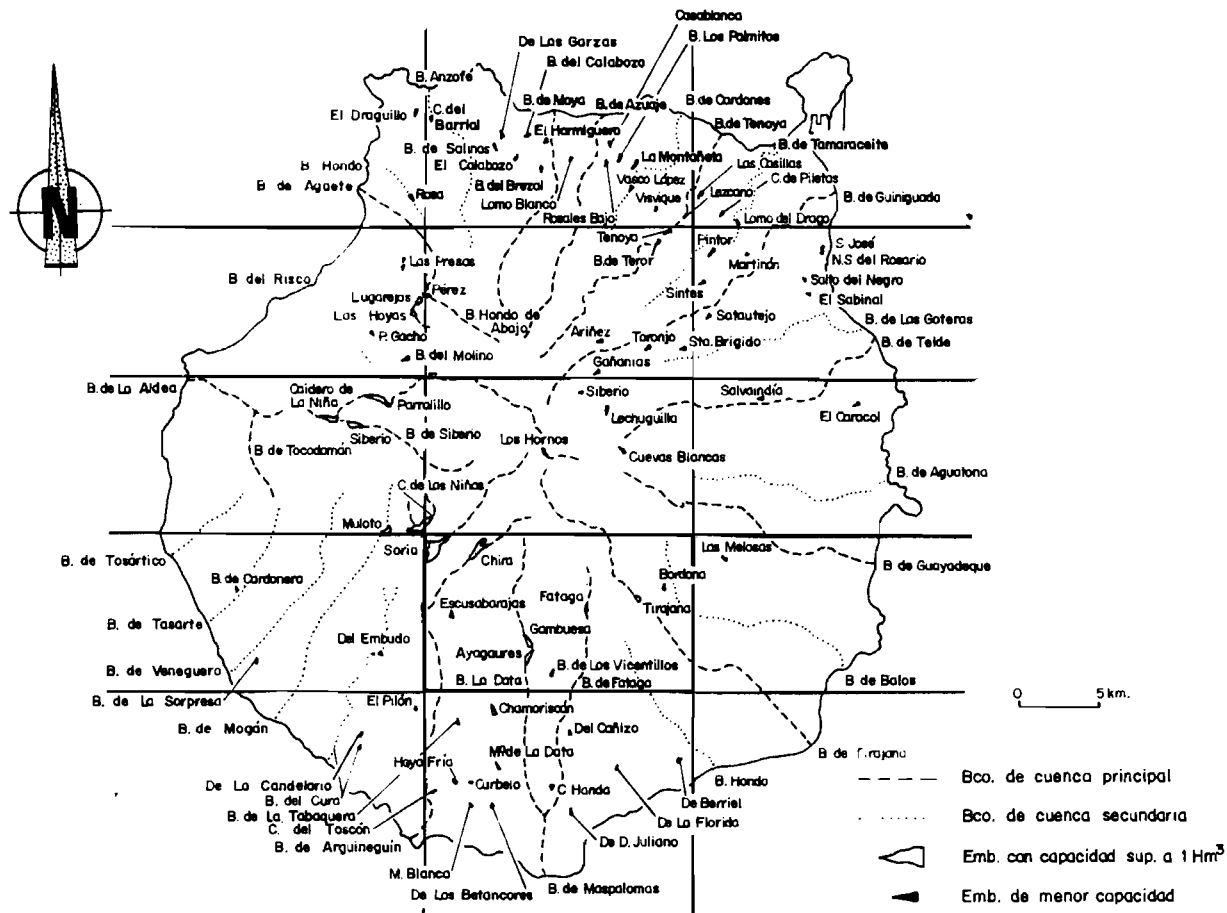 Casablanca
B. Los Palmitos
De Las Garzas
B. del Calabozo
B. Anzofe
B. de Moya
B. de Azuaje
B. de Cardones
El Draguillo
C. del Barrial
El Harmiguero
B. de Tenoya
B. de Salinas
B. de Tamaraceite
El Calabozo
La Montañeta
Las Casillas
B. Hondo
B. del Brezal
Vasco López
C. de Piletas
B. de Agaete
Rosa
Lomo Blanco
Visvique
Lezcano
B. de Guiniguada
Rosales Bajo
Lomo del Drago
Tenoya
Pintor
S. José
N.S. del Rosario
Las Presas
B. de Teror
Martinón
B. del Risco
Salto del Negro
Pérez
Sintes
El Sabinal
Lugarejos
Las Hoyas
B. Hondo de Abajo
Satautejo
B. de Las Goteras
P. Gacho
Ariñez
Toronjo
Sta. Brigido
B. de Telde
B. del Molino
Gañanias
B. de La Aldea
Caidero de La Niña
Parralillo
Siberio
Salvaindía
Lechuguilla
El Caracol
Siberio
B. de Siberio
Los Hornos
B. de Tocodomán
Cuevas Blancas
B. de Aguatona
C. de Las Niñas
Mulato
Soria
Chira
Las Melosas
B. de Tosártico
B. de Guayadeque
B. de Cardonera
Bordona
Escusabarajas
Fataga
Tirajana
B. de Tasarte
Gambuesa
Del Embudo
Ayagaures
B. de Los Vicentillos
B. de Veneguero
B. La Data
B. de Fataga
B. de Balos
B. de La Sorpresa
El Pilón
Chamoriscán
0 5 km.
B. de Mogán
Del Cañizo
Hoya Fría
Mª de La Data
B. de Tirajana
De La Candelaria
Curbelo
C. Honda
B. Hondo
B. del Cura
De Berriel
B. de La Tabaquera
De La Florida
C. del Toscón
De D. Juliano
B. de Arguineguín
M. Blanca
De Los Betancores
B. de Maspalomas
N
Bco. de cuenca principal
Bco. de cuenca secundaria
Emb. con capacidad sup. a 1 Hm³
Emb. de menor capacidad